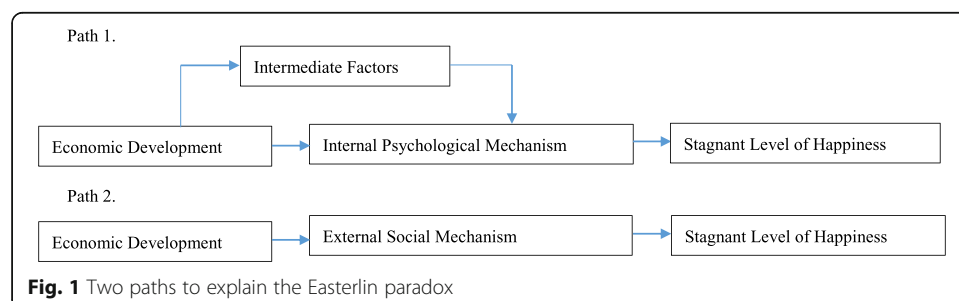 Path 1.
Intermediate Factors
Economic Development
Internal Psychological Mechanism
Stagnant Level of Happiness
Path 2.
Economic Development
External Social Mechanism
Stagnant Level of Happiness
Fig. 1 Two paths to explain the Easterlin paradox